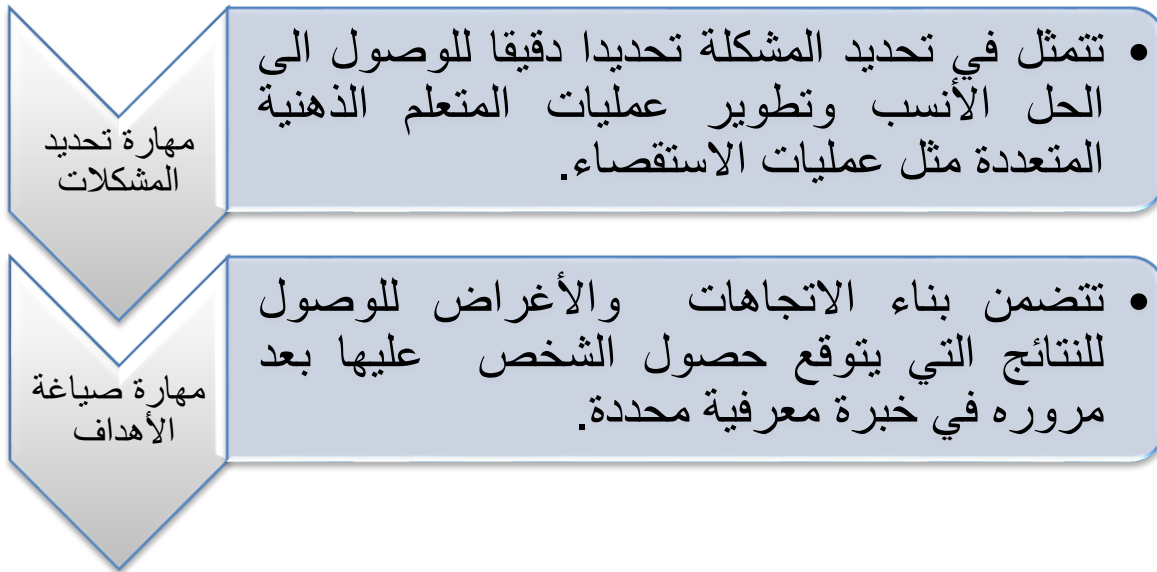 مهارة تحديد
المشكلات
• تتمثل في تحديد المشكلة تحديدا دقيقا للوصول الى
الحل الأنسب وتطوير عمليات المتعلم الذهنية
المتعددة مثل عمليات الاستقصاء.
مهارة صياغة
الأهداف
• تتضمن بناء الاتجاهات والأغراض للوصول
للنتائج التي يتوقع حصول الشخص عليها بعد
مروره في خبرة معرفية محددة.